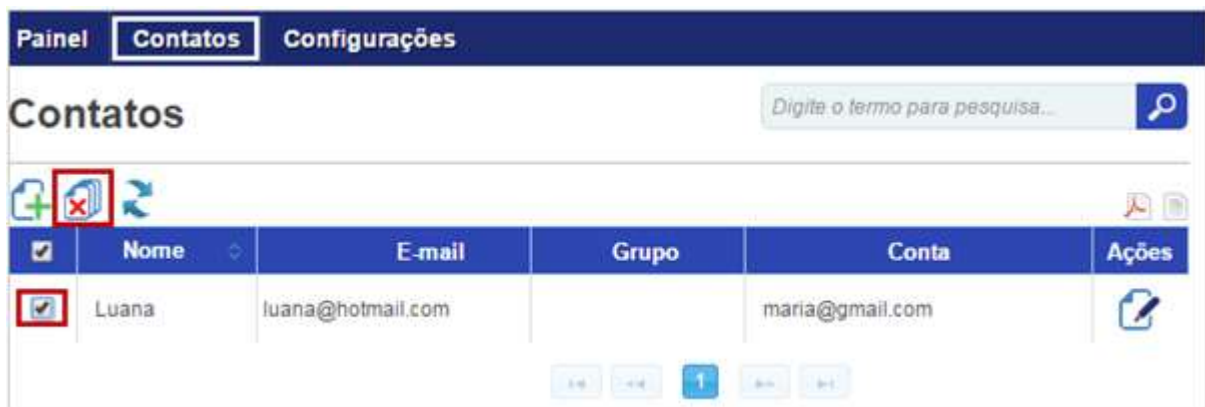 Painel Contatos Configurações
Contatos
Digite o termo para pesquisa...
Nome E-mail Grupo Conta Ações
Luana luana@hotmail.com maria@gmail.com
1